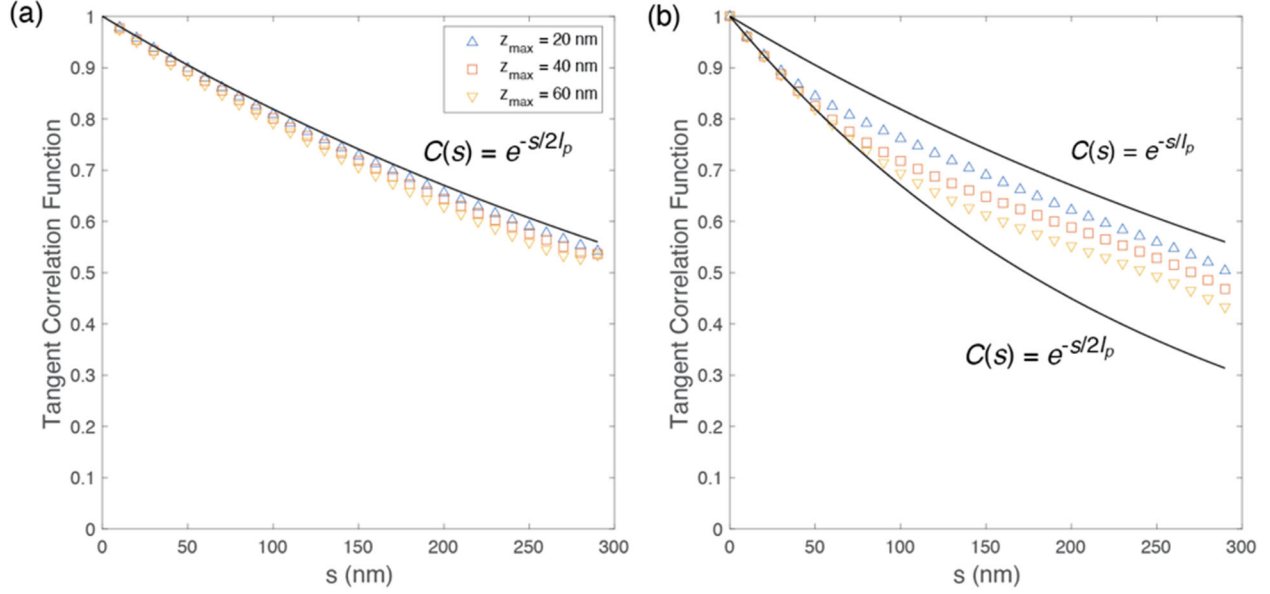 (a)
Tangent Correlation Function
1
0.9
0.8
0.7
0.6
0.5
0.4
0.3
0.2
0.1
0
z_max = 20 nm
z_max = 40 nm
z_max = 60 nm
C(s) = e^-s/2l_p
0 50 100 150 200 250 300
s (nm)
(b)
Tangent Correlation Function
1
0.9
0.8
0.7
0.6
0.5
0.4
0.3
0.2
0.1
0
C(s) = e^-s/l_p
C(s) = e^-s/2l_p
0 50 100 150 200 250 300
s (nm)